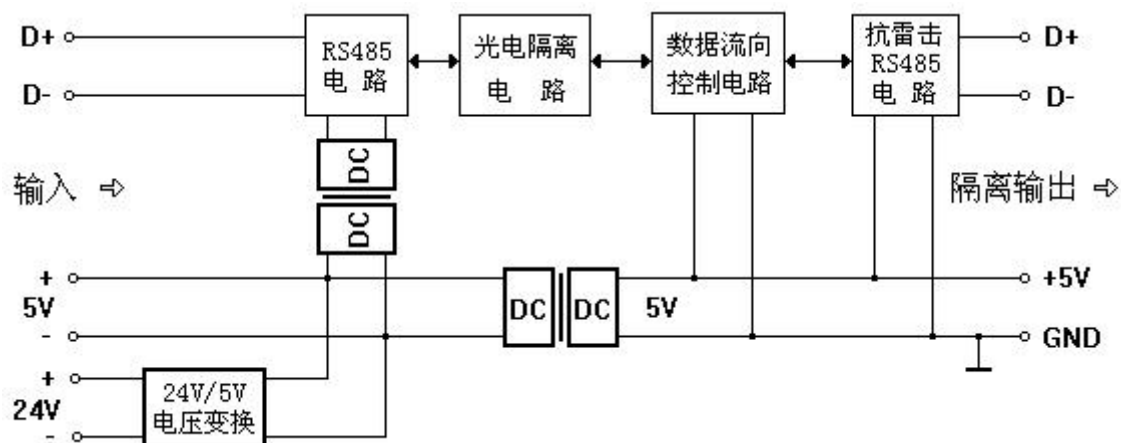 D+
D-
RS485
电 路
光电隔离
电 路
数据流向
控制电路
抗雷击
RS485
电 路
D+
D-
DC
DC
输入 ⇨
隔离输出 ⇨
+
5V
-
DC
DC
5V
+5V
GND
+
24V
-
24V/5V
电压变换